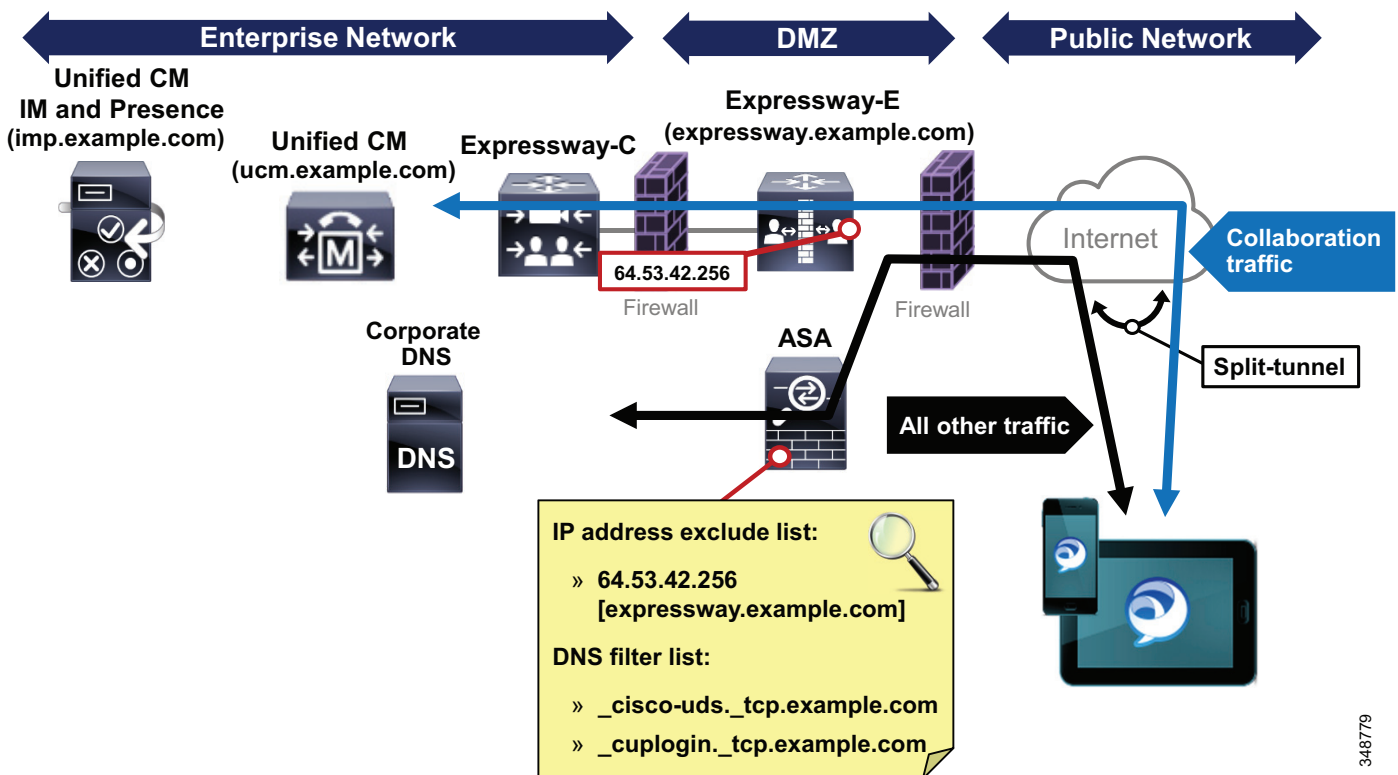 Enterprise Network
DMZ
Public Network
Unified CM
IM and Presence
(imp.example.com)
Unified CM
(ucm.example.com)
Expressway-C
Expressway-E
(expressway.example.com)
M
64.53.42.256
Firewall
Firewall
Internet
Collaboration
traffic
Split-tunnel
Corporate
DNS
DNS
ASA
All other traffic
IP address exclude list:
» 64.53.42.256
[expressway.example.com]
DNS filter list:
» _cisco-uds._tcp.example.com
» _cuplogin._tcp.example.com
348779